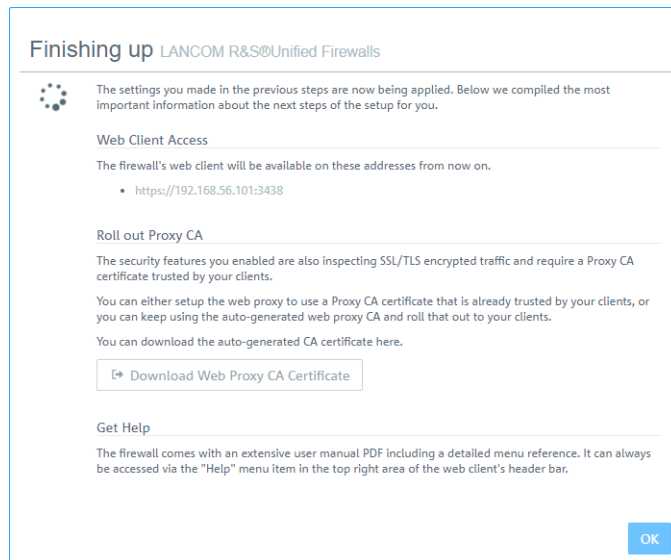 Finishing up LANCOM R&S®Unified Firewalls
The settings you made in the previous steps are now being applied. Below we compiled the most
important information about the next steps of the setup for you.
Web Client Access
The firewall's web client will be available on these addresses from now on.
• https://192.168.56.101:3438
Roll out Proxy CA
The security features you enabled are also inspecting SSL/TLS encrypted traffic and require a Proxy CA
certificate trusted by your clients.
You can either setup the web proxy to use a Proxy CA certificate that is already trusted by your clients, or
you can keep using the auto-generated web proxy CA and roll that out to your clients.
You can download the auto-generated CA certificate here.
Download Web Proxy CA Certificate
Get Help
The firewall comes with an extensive user manual PDF including a detailed menu reference. It can always
be accessed via the "Help" menu item in the top right area of the web client's header bar.
OK